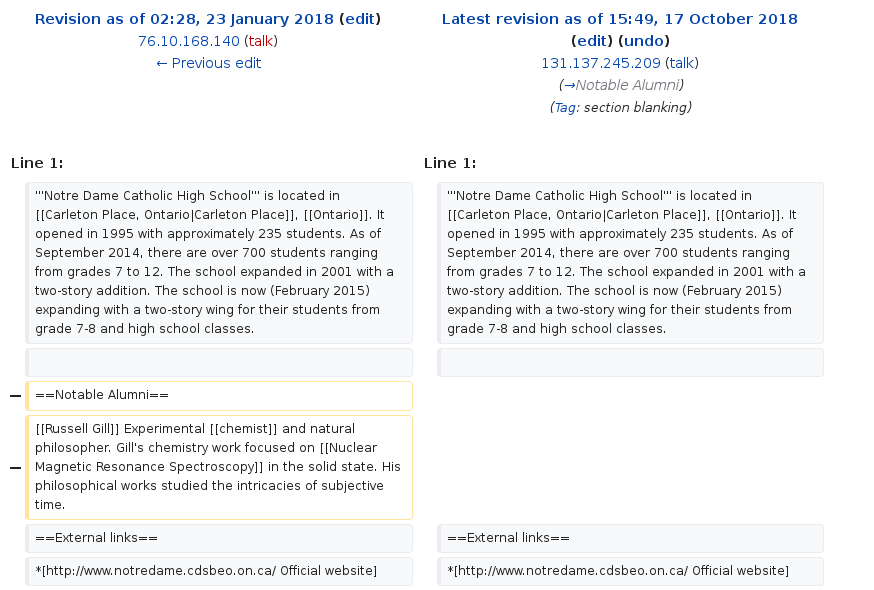 Revision as of 02:28, 23 January 2018 (edit)
76.10.168.140 (talk)
← Previous edit
Latest revision as of 15:49, 17 October 2018
(edit) (undo)
131.137.245.209 (talk)
(→Notable Alumni)
(Tag: section blanking)
Line 1:
Line 1:
'''Notre Dame Catholic High School''' is located in
[[Carleton Place, Ontario|Carleton Place]], [[Ontario]]. It
opened in 1995 with approximately 235 students. As of
September 2014, there are over 700 students ranging
from grades 7 to 12. The school expanded in 2001 with a
two-story addition. The school is now (February 2015)
expanding with a two-story wing for their students from
grade 7-8 and high school classes.
'''Notre Dame Catholic High School''' is located in
[[Carleton Place, Ontario|Carleton Place]], [[Ontario]]. It
opened in 1995 with approximately 235 students. As of
September 2014, there are over 700 students ranging
from grades 7 to 12. The school expanded in 2001 with a
two-story addition. The school is now (February 2015)
expanding with a two-story wing for their students from
grade 7-8 and high school classes.
− ==Notable Alumni==
− [[Russell Gill]] Experimental [[chemist]] and natural
philosopher. Gill's chemistry work focused on [[Nuclear
Magnetic Resonance Spectroscopy]] in the solid state. His
philosophical works studied the intricacies of subjective
time.
==External links==
==External links==
*[http://www.notredame.cdsbeo.on.ca/ Official website]
*[http://www.notredame.cdsbeo.on.ca/ Official website]